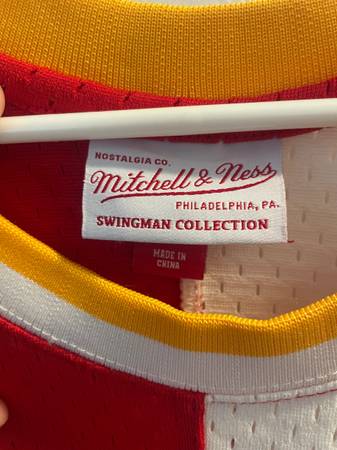 NOSTALGIA CO.
Mitchell & Ness
PHILADELPHIA, PA.
SWINGMAN COLLECTION
MADE IN
CHINA